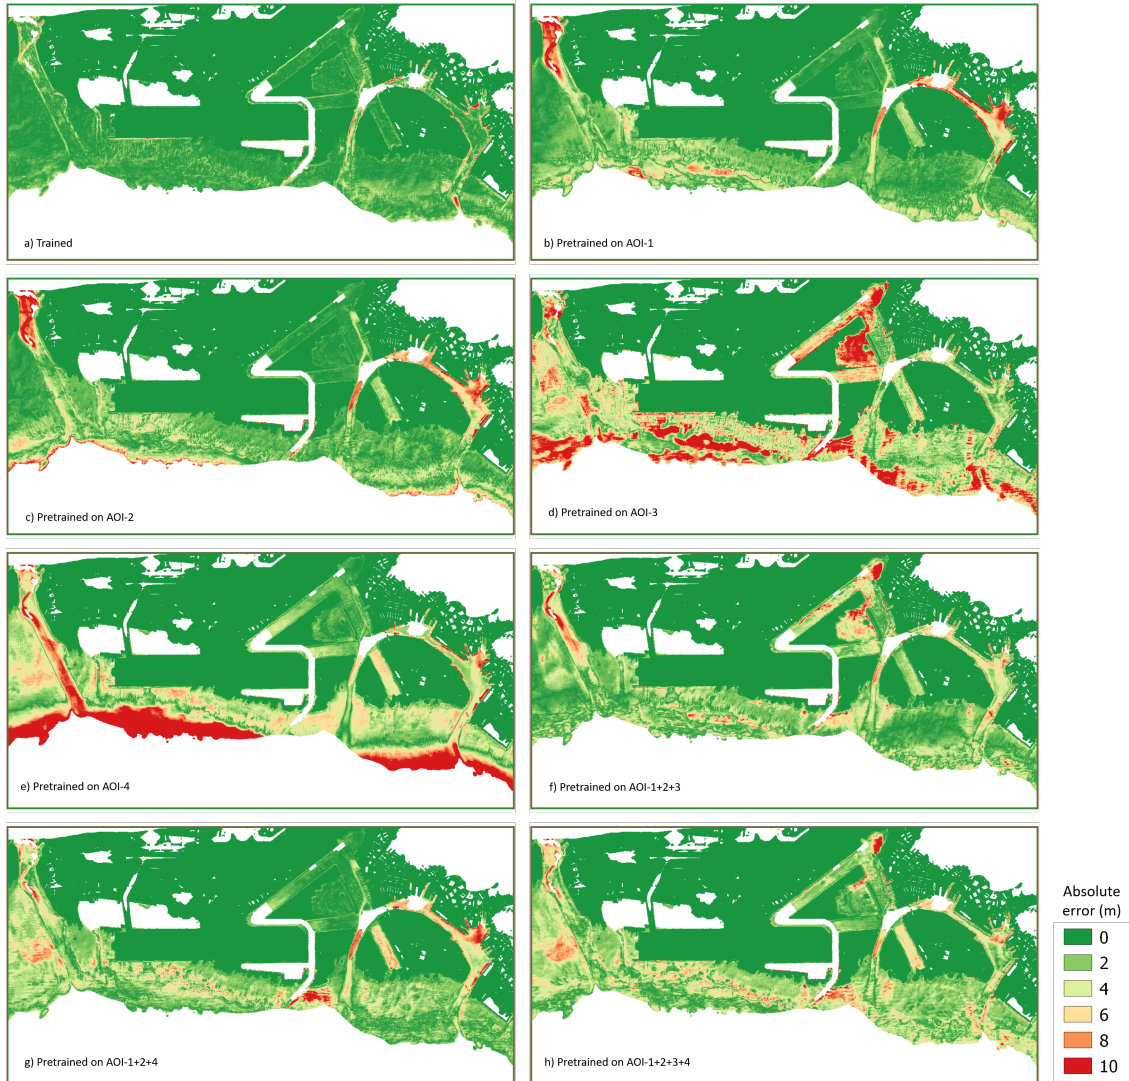 a) Trained
b) Pretrained on AOI-1
c) Pretrained on AOI-2
d) Pretrained on AOI-3
e) Pretrained on AOI-4
f) Pretrained on AOI-1+2+3
g) Pretrained on AOI-1+2+4
h) Pretrained on AOI-1+2+3+4
Absolute
error (m)
0
2
4
6
8
10